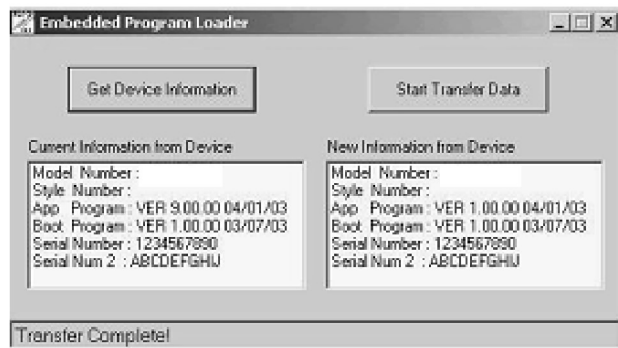 Embedded Program Loader
Get Device Information
Start Transfer Data
Current Information from Device
Model Number :
Style Number :
App Program : VER 9.00.00 04/01/03
Boot Program : VER 1.00.00 03/07/03
Serial Number : 1234567890
Serial Num 2 : ABCDEFGHIJ
New Information from Device
Model Number :
Style Number :
App Program : VER 1.00.00 04/01/03
Boot Program : VER 1.00.00 03/07/03
Serial Number : 1234567890
Serial Num 2 : ABCDEFGHIJ
Transfer Complete!